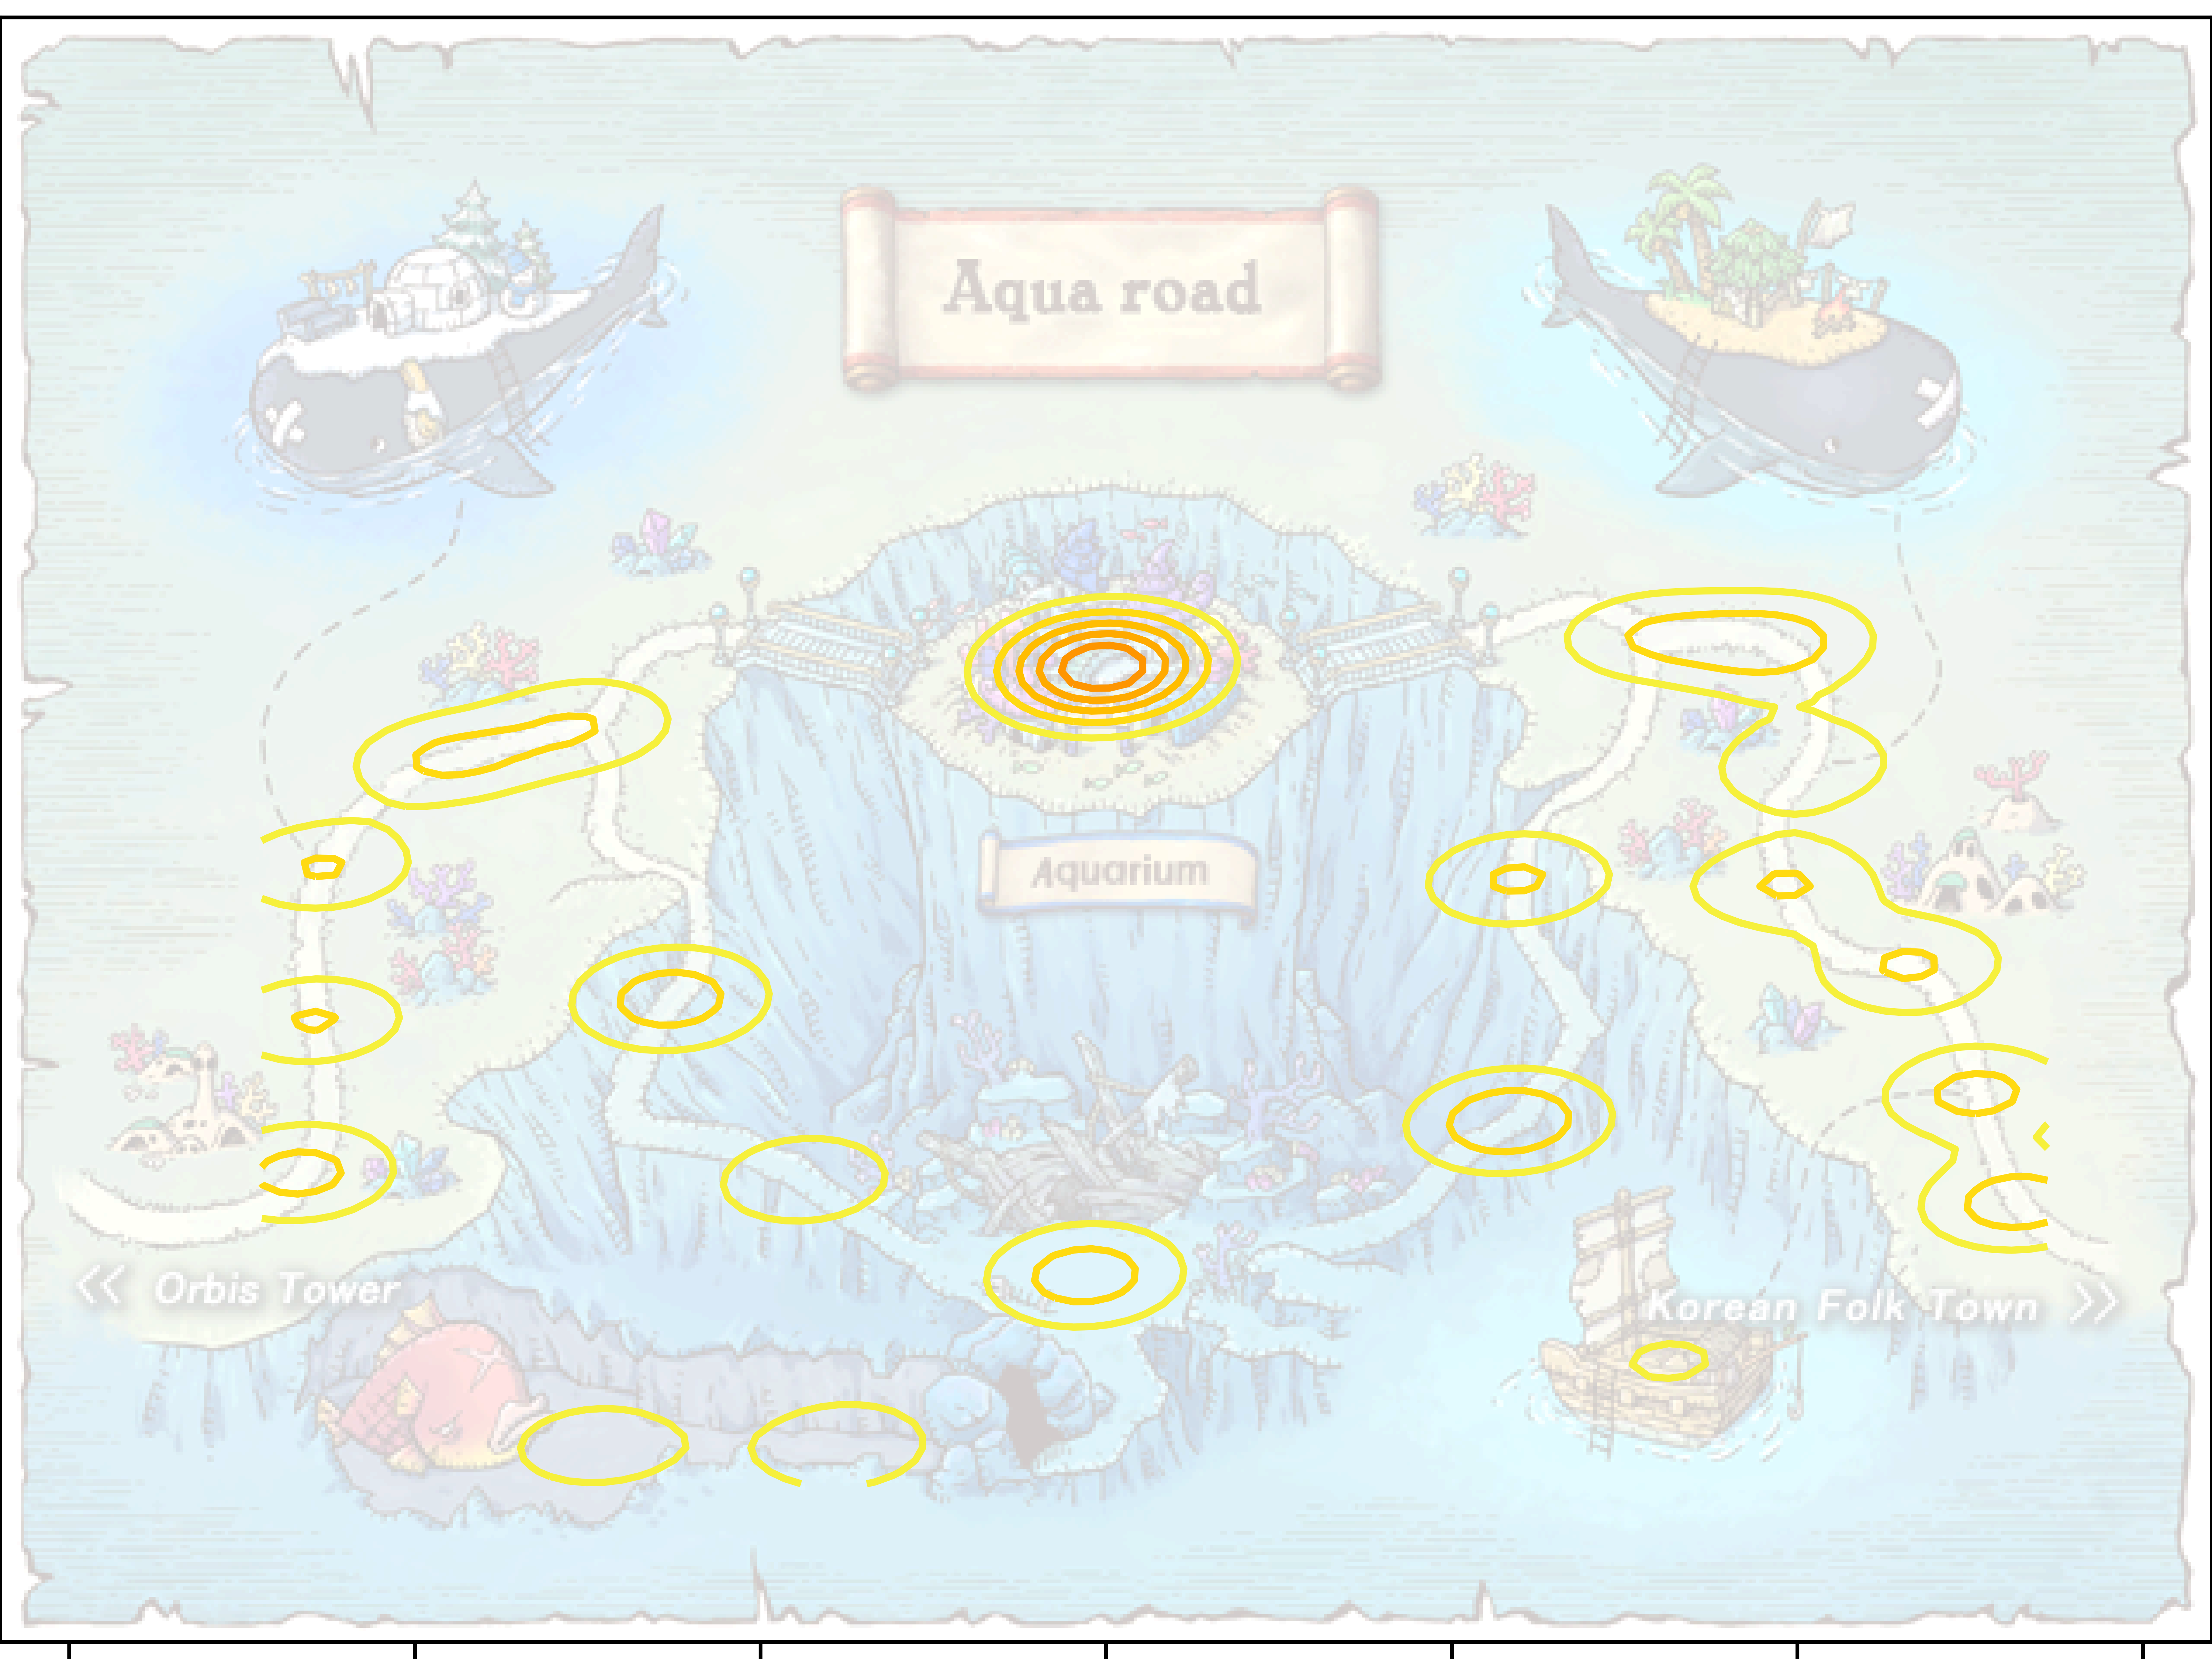 Aqua road
Aquarium
<< Orbis Tower
Korean Folk Town >>